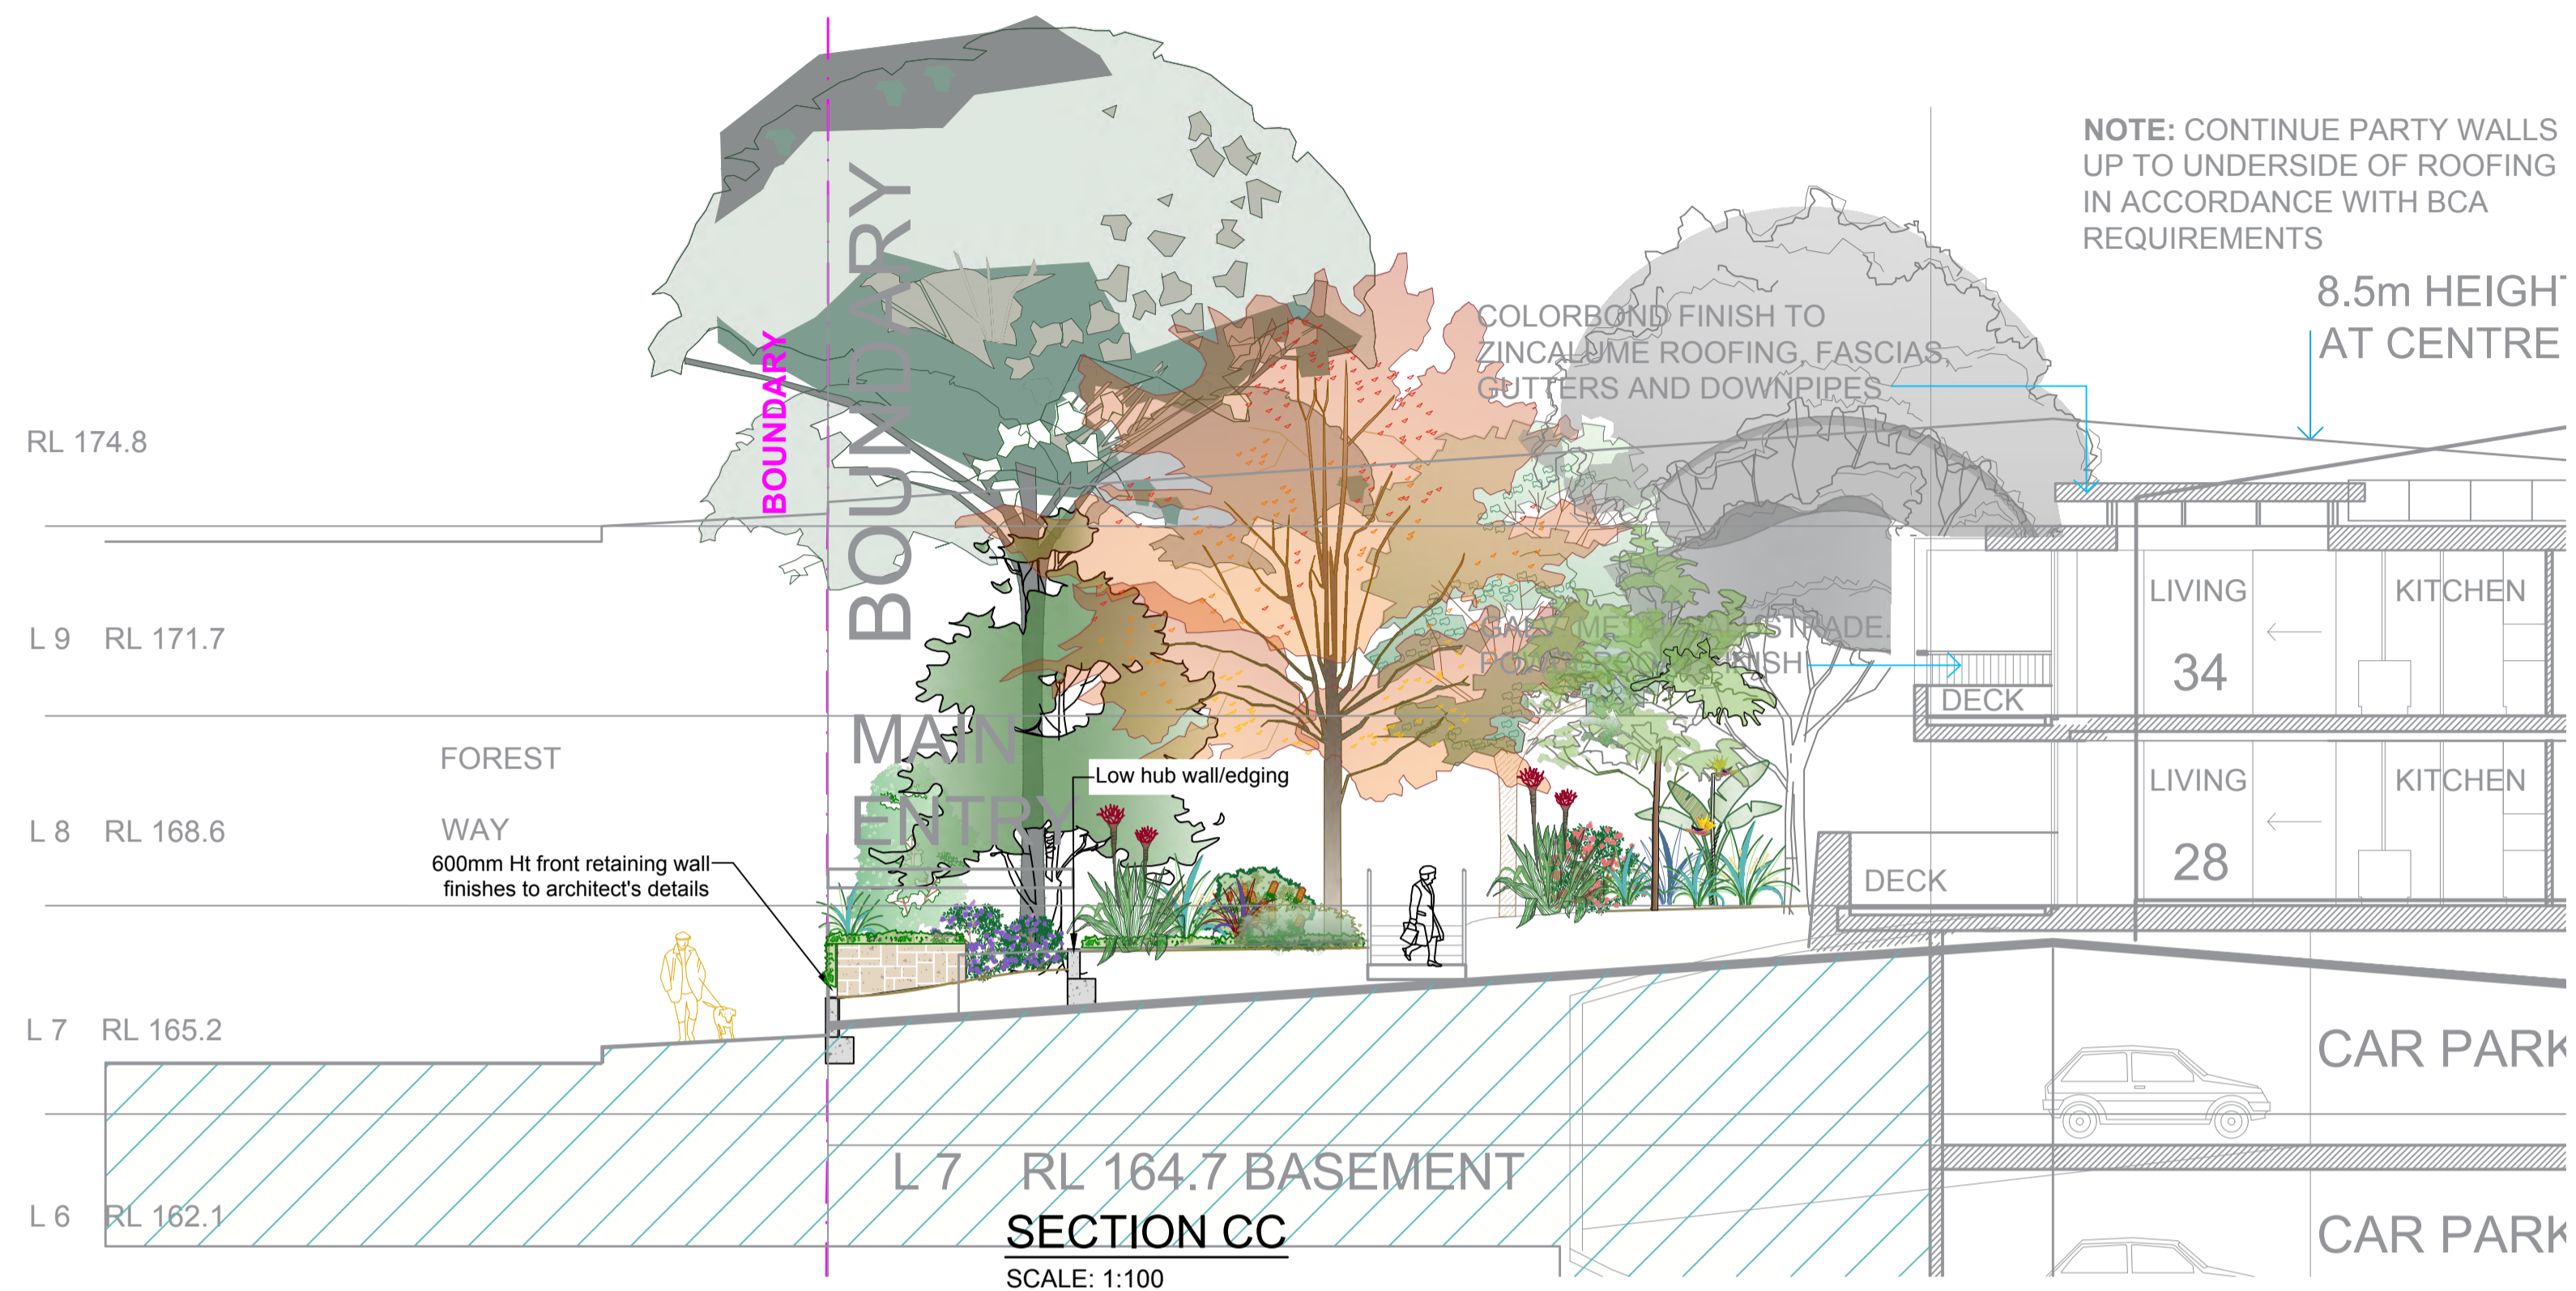 NOTE: CONTINUE PARTY WALLS
UP TO UNDERSIDE OF ROOFING
IN ACCORDANCE WITH BCA
REQUIREMENTS
8.5m HEIGHT
AT CENTRE
COLORBOND FINISH TO
ZINCALUME ROOFING, FASCIAS,
GUTTERS AND DOWNPIPES
BOUNDARY
BOUNDARY
RL 174.8
LIVING
KITCHEN
34
L 9 RL 171.7
DECK
MAIN
ENTRY
FOREST
WAY
Low hub wall/edging
LIVING
KITCHEN
28
L 8 RL 168.6
600mm Ht front retaining wall
finishes to architect's details
DECK
L 7 RL 165.2
CAR PARK
L 7 RL 164.7 BASEMENT
L 6 RL 162.1
CAR PARK
SECTION CC
SCALE: 1:100